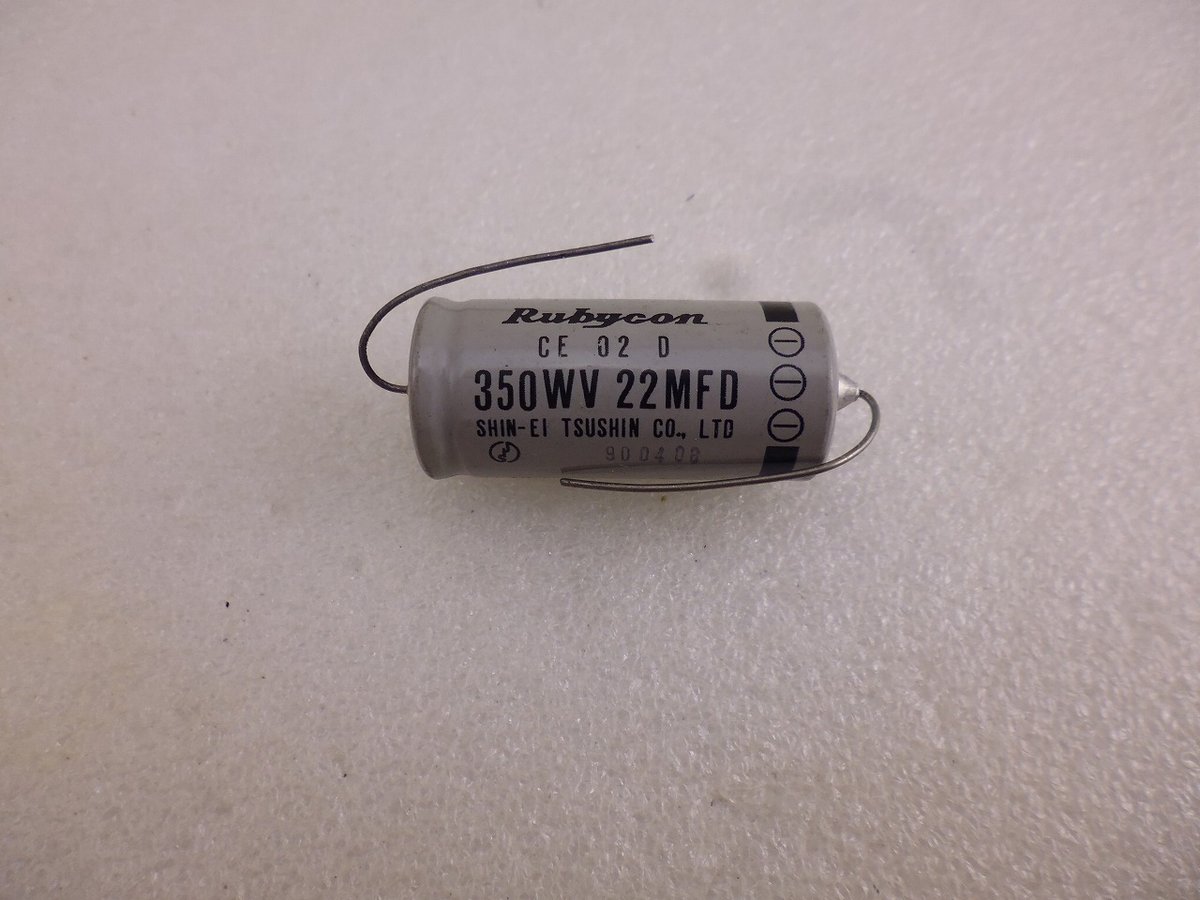 Rubycon
CE 02 D
350WV 22MFD
SHIN-EI TSUSHIN CO., LTD
900408